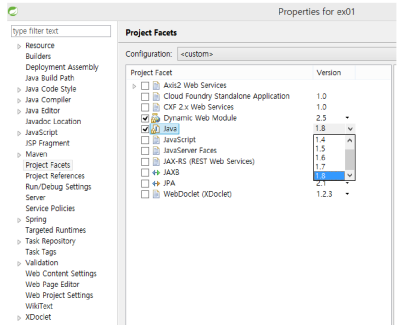 Properties for ex01
type filter text
Resource
Builders
Deployment Assembly
Java Build Path
Java Code Style
Java Compiler
Java Editor
Javadoc Location
JavaScript
JSP Fragment
Maven
Project Facets
Project References
Run/Debug Settings
Server
Service Policies
Spring
Targeted Runtimes
Task Repository
Task Tags
Validation
Web Content Settings
Web Page Editor
Web Project Settings
WikiText
XDoclet
Project Facets
Configuration: <custom>
Project Facet Version
Axis2 Web Services
Cloud Foundry Standalone Application 1.0
CXF 2.x Web Services 1.0
Dynamic Web Module 2.5
Java 1.8
JavaScript 1.4
JavaServer Faces 1.5
JAX-RS (REST Web Services) 1.6
JAXB 1.7
1.8
JPA 2.1
WebDoclet (XDoclet) 1.2.3